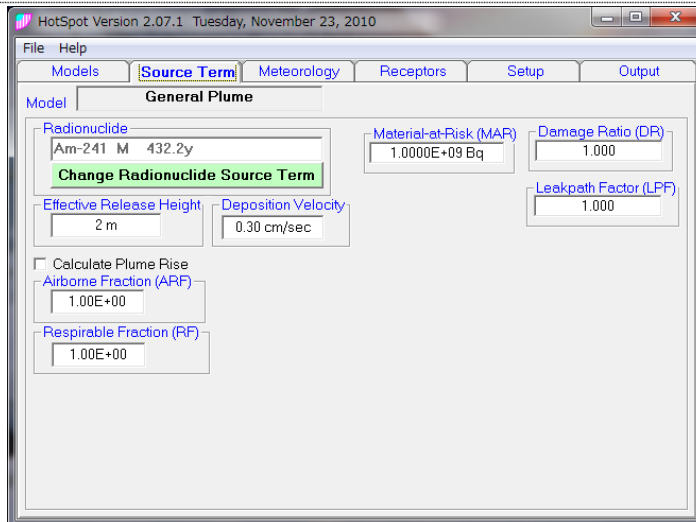 HotSpot Version 2.07.1 Tuesday, November 23, 2010
File Help
Models Source Term Meteorology Receptors Setup Output
Model General Plume
Radionuclide
Am-241 M 432.2y
Change Radionuclide Source Term
Material-at-Risk (MAR)
1.0000E+09 Bq
Damage Ratio (DR)
1.000
Leakpath Factor (LPF)
1.000
Effective Release Height
2 m
Deposition Velocity
0.30 cm/sec
Calculate Plume Rise
Airborne Fraction (ARF)
1.00E+00
Respirable Fraction (RF)
1.00E+00